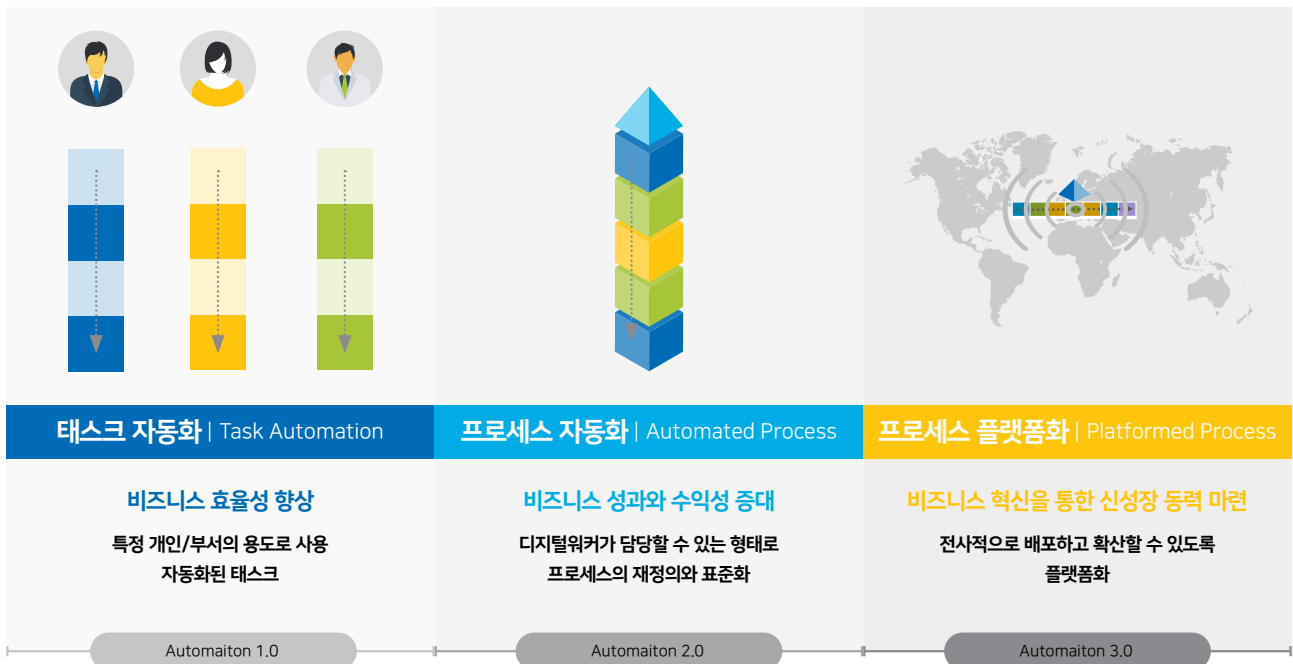 태스크 자동화 | Task Automation
비즈니스 효율성 향상
특정 개인/부서의 용도로 사용
자동화된 태스크
Automaiton 1.0
프로세스 자동화 | Automated Process
비즈니스 성과와 수익성 증대
디지털워커가 담당할 수 있는 형태로
프로세스의 재정의와 표준화
Automaiton 2.0
프로세스 플랫폼화 | Platformed Process
비즈니스 혁신을 통한 신성장 동력 마련
전사적으로 배포하고 확산할 수 있도록
플랫폼화
Automaiton 3.0